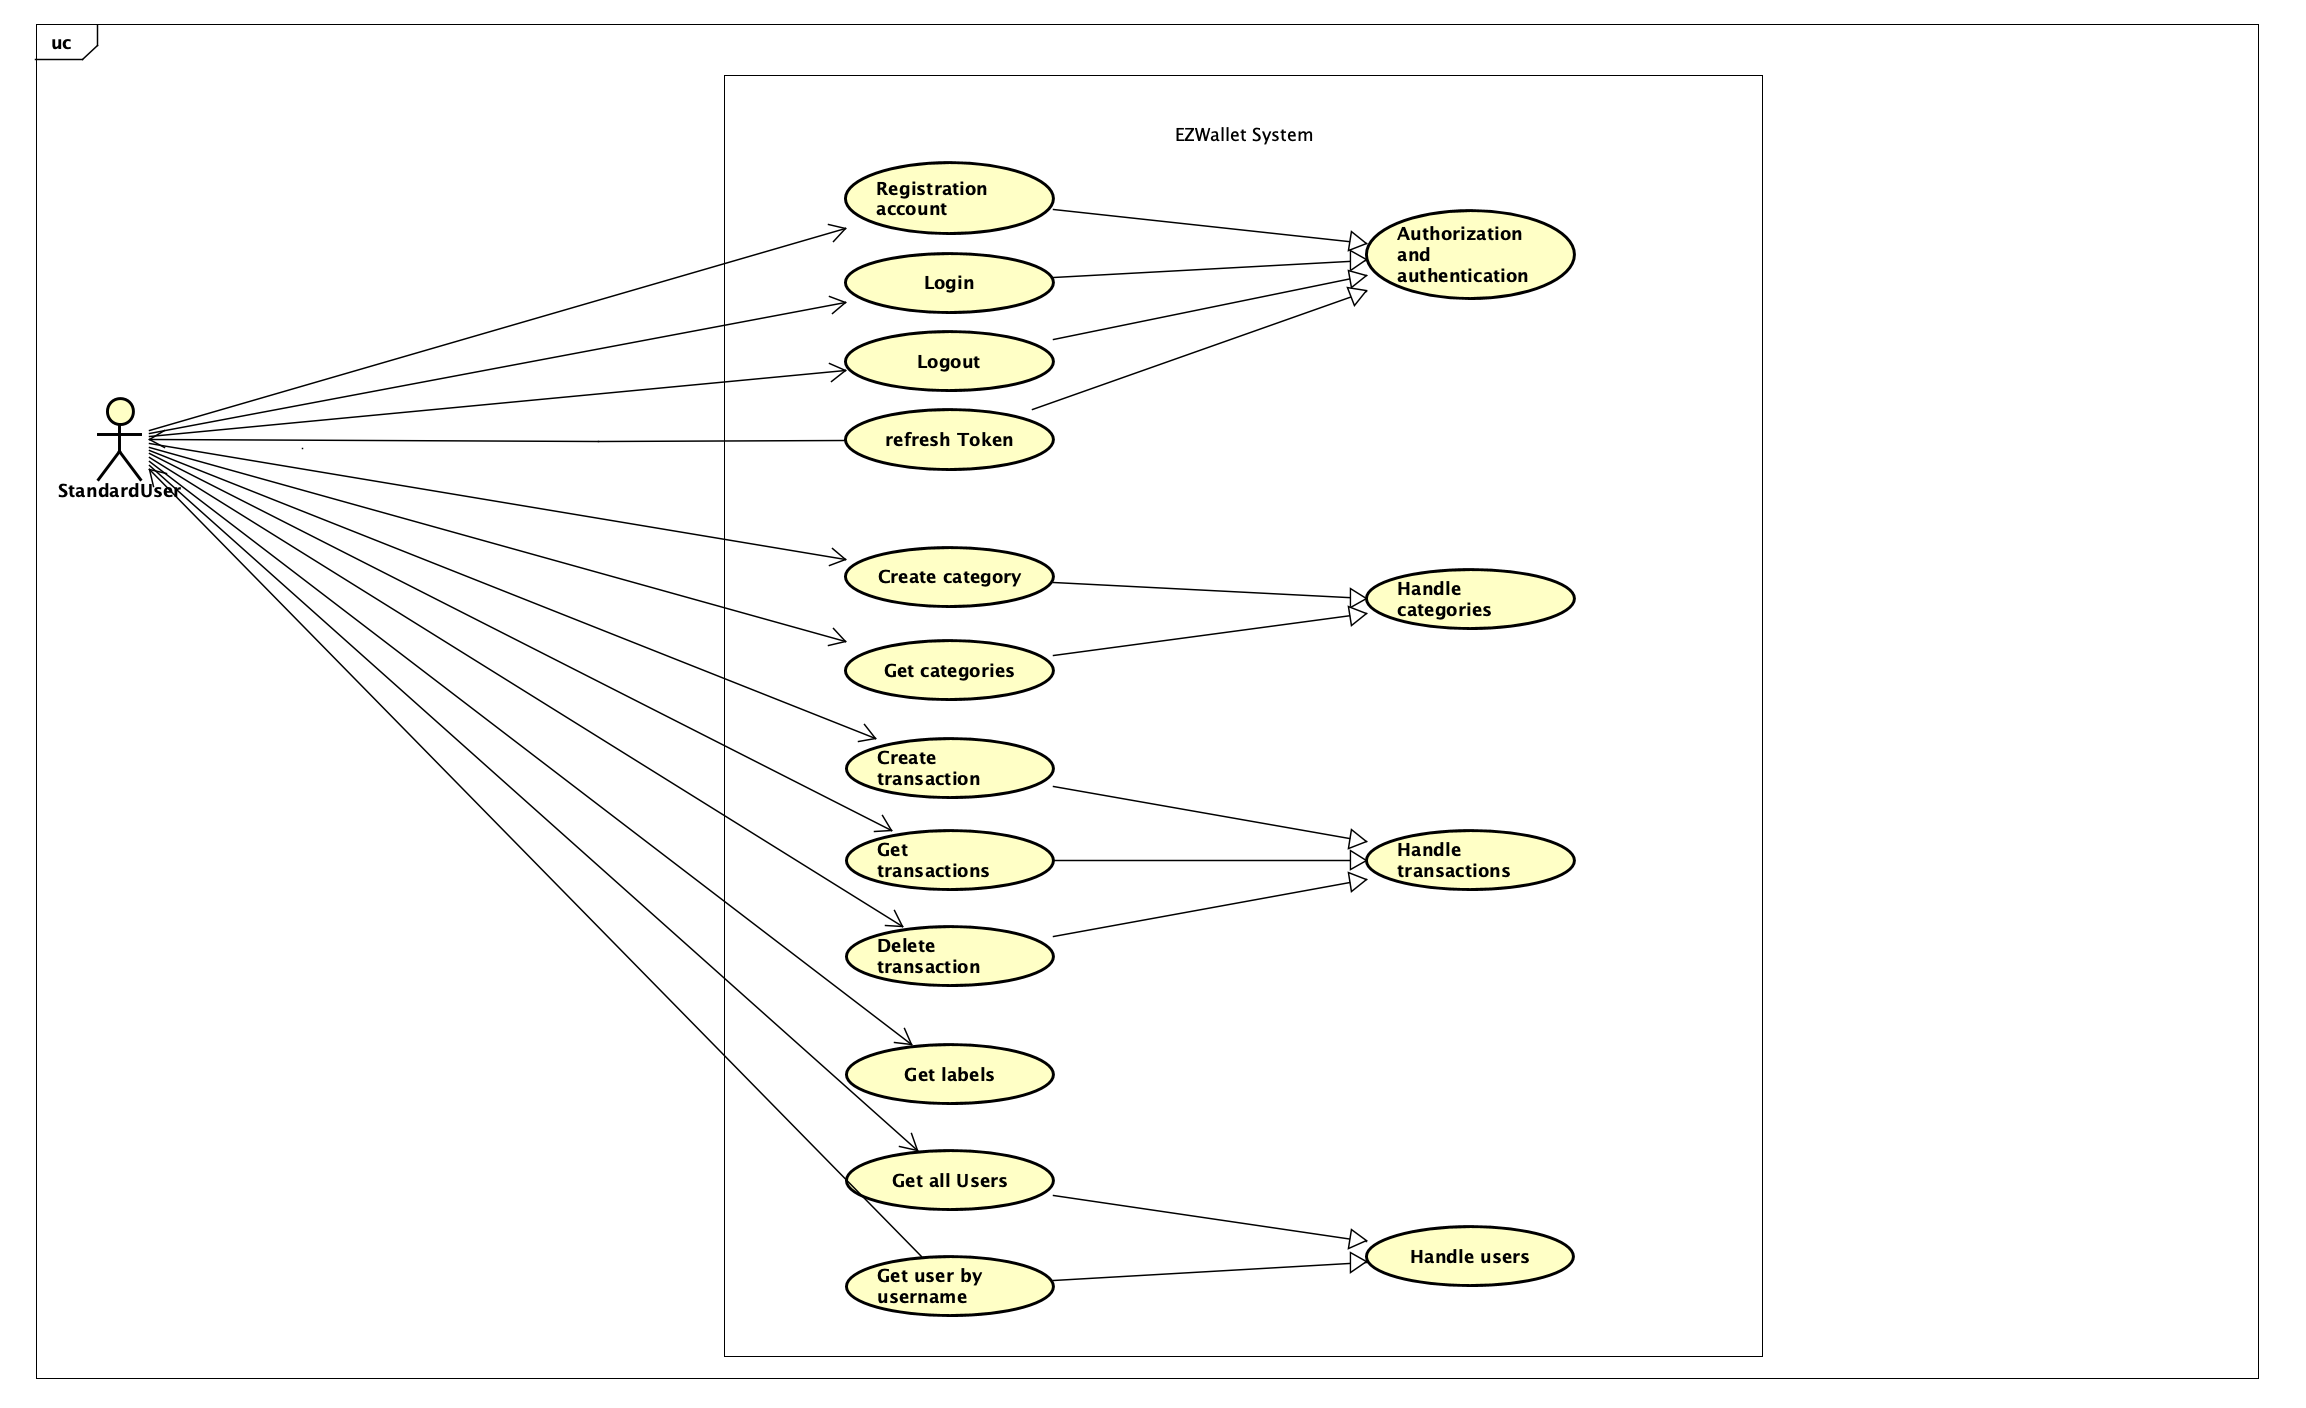 uc
EZWallet System
Registration
account
Authorization
and
authentication
Login
Logout
refresh Token
StandardUser
Create category
Handle
categories
Get categories
Create
transaction
Get
transactions
Handle
transactions
Delete
transaction
Get labels
Get all Users
Handle users
Get user by
username